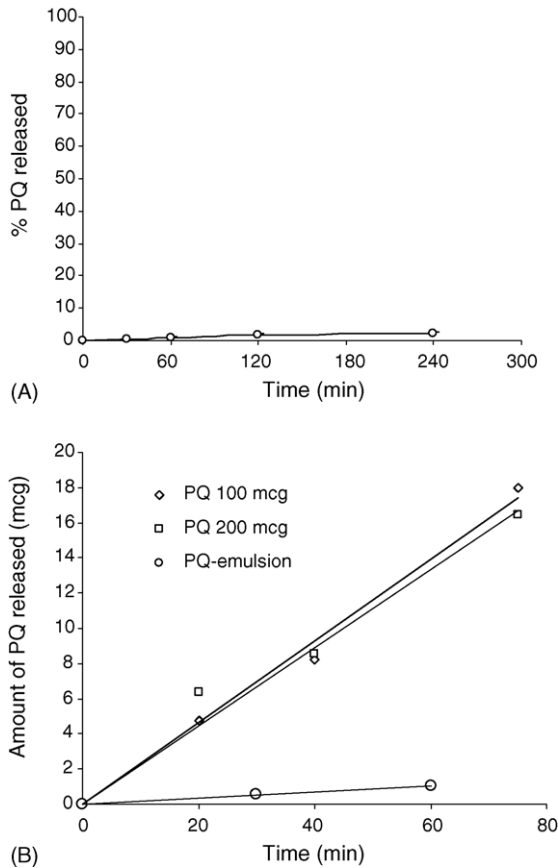 % PQ released
100
90
80
70
60
50
40
30
20
10
0
0 60 120 180 240 300
Time (min)
(A)
Amount of PQ released (mcg)
20
18
16
14
12
10
8
6
4
2
0
PQ 100 mcg
PQ 200 mcg
PQ-emulsion
0 20 40 60 80
Time (min)
(B)